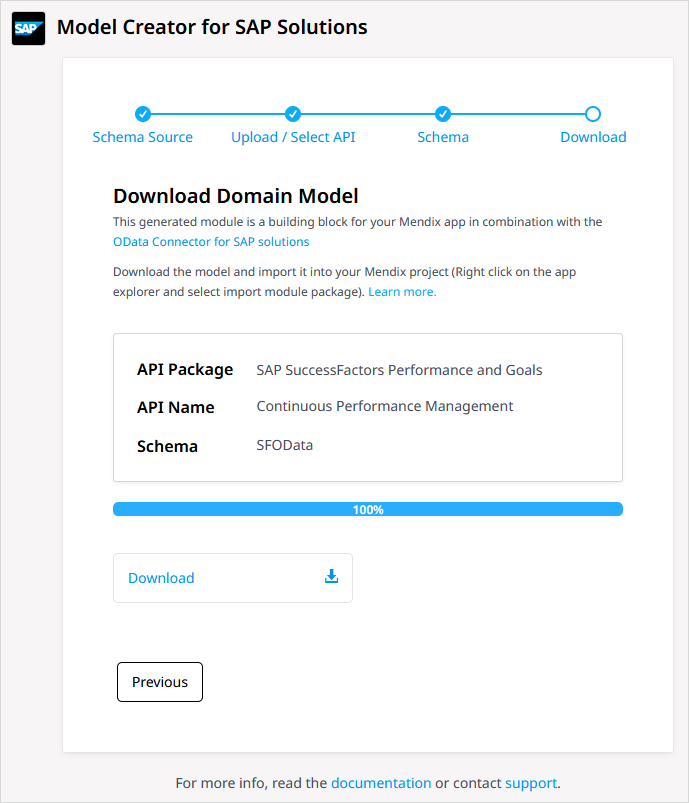 SAP
Model Creator for SAP Solutions
Schema Source
Upload / Select API
Schema
Download
Download Domain Model
This generated module is a building block for your Mendix app in combination with the
OData Connector for SAP solutions
Download the model and import it into your Mendix project (Right click on the app
explorer and select import module package). Learn more.
API Package SAP SuccessFactors Performance and Goals
API Name Continuous Performance Management
Schema SFOData
100%
Download
Previous
For more info, read the documentation or contact support.